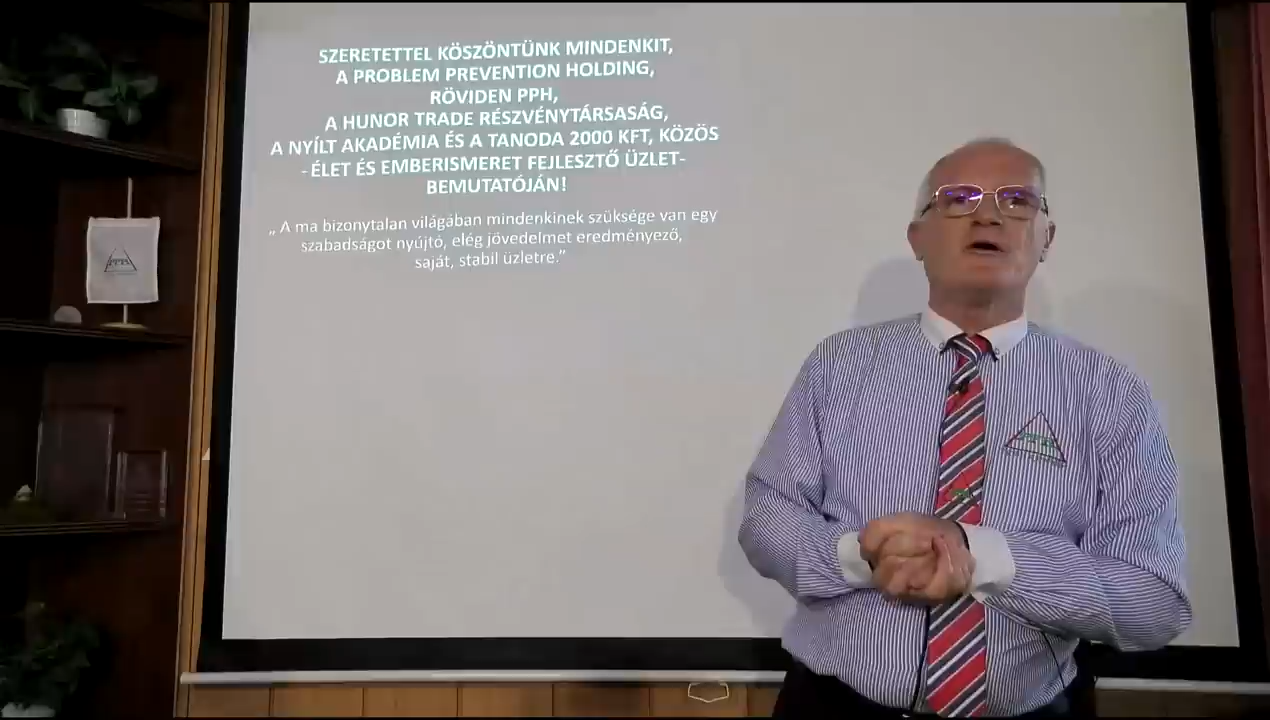 SZERETETTEL KÖSZÖNTÜNK MINDENKIT,
A PROBLEM PREVENTION HOLDING,
RÖVIDEN PPH,
A HUNOR TRADE RÉSZVÉNYTÁRSASÁG,
A NYÍLT AKADÉMIA ÉS A TANODA 2000 KFT, KÖZÖS
- ÉLET ÉS EMBERISMERET FEJLESZTŐ ÜZLET-
BEMUTATÓJÁN!
„ A ma bizonytalan világában mindenkinek szüksége van egy
szabadságot nyújtó, elég jövedelmet eredményező,
saját, stabil üzletre.”